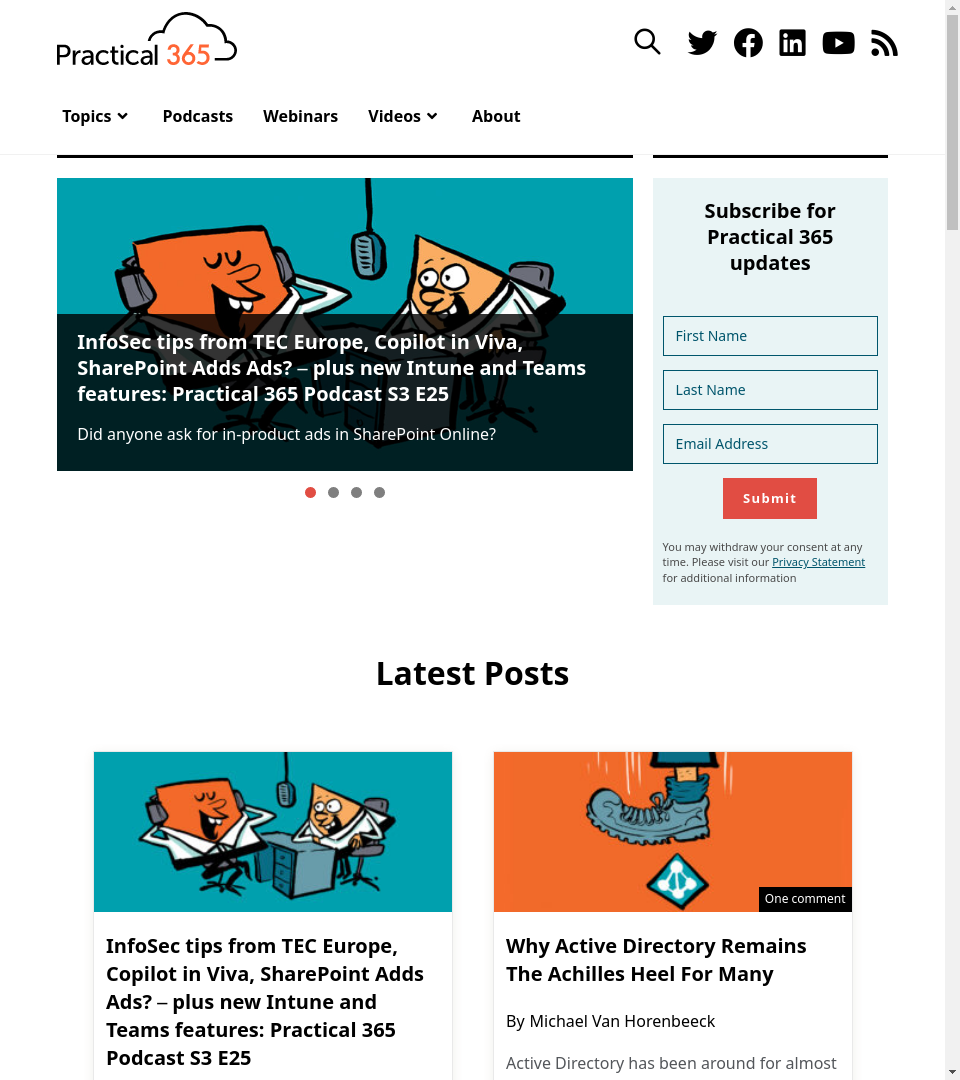 Practical 365
Topics
Podcasts
Webinars
Videos
About
InfoSec tips from TEC Europe, Copilot in Viva,
SharePoint Adds Ads? – plus new Intune and Teams
features: Practical 365 Podcast S3 E25
Did anyone ask for in-product ads in SharePoint Online?
Subscribe for
Practical 365
updates
First Name
Last Name
Email Address
Submit
You may withdraw your consent at any
time. Please visit our Privacy Statement
for additional information
Latest Posts
InfoSec tips from TEC Europe,
Copilot in Viva, SharePoint Adds
Ads? – plus new Intune and
Teams features: Practical 365
Podcast S3 E25
One comment
Why Active Directory Remains
The Achilles Heel For Many
By Michael Van Horenbeeck
Active Directory has been around for almost